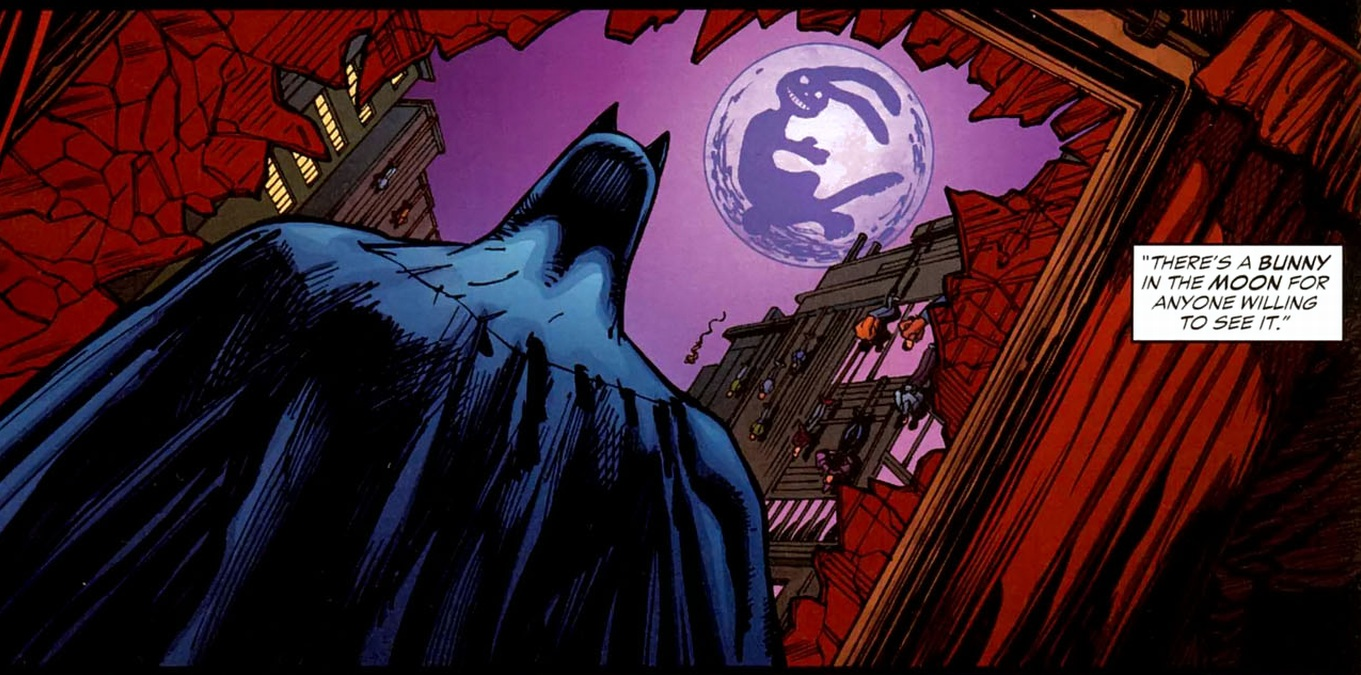 "THERE'S A BUNNY
IN THE MOON FOR
ANYONE WILLING
TO SEE IT."